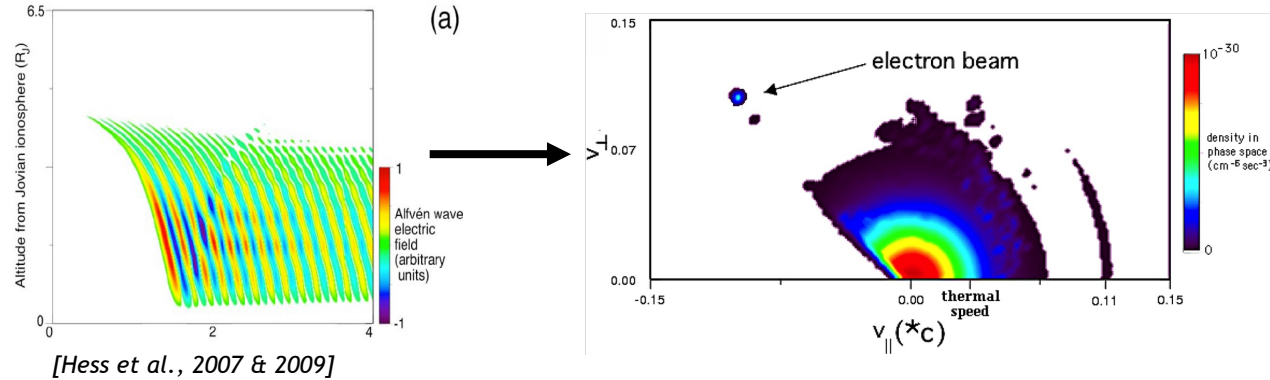 (a)
6.5
Altitude from Jovian ionosphere (RJ)
0
0
2
4
1
Alfvén wave
electric
field
(arbitrary
units)
-1
[Hess et al., 2007 & 2009]
0.15
0.07
0.00
v⊥
electron beam
-0.15
0.00
thermal
speed
0.11
0.15
v||(*c)
10-30
density in
phase space
(cm-6 sec-3)
0